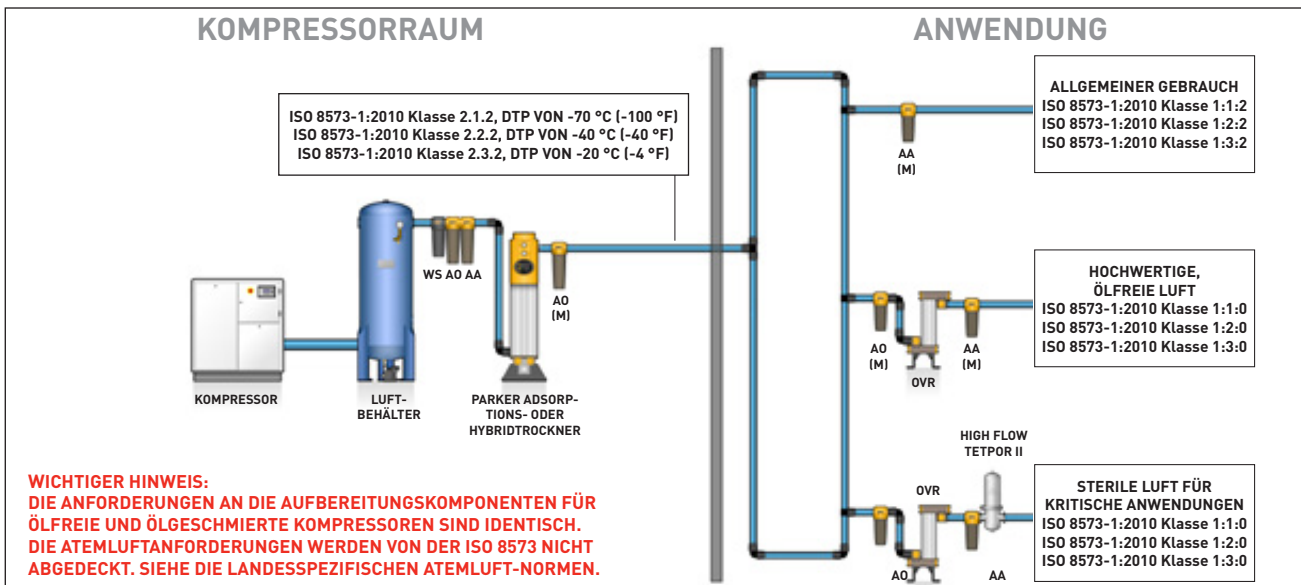 KOMPRESSORRAUM
ANWENDUNG
ISO 8573-1:2010 Klasse 2.1.2, DTP VON -70 °C (-100 °F)
ISO 8573-1:2010 Klasse 2.2.2, DTP VON -40 °C (-40 °F)
ISO 8573-1:2010 Klasse 2.3.2, DTP VON -20 °C (-4 °F)
ALLGEMEINER GEBRAUCH
ISO 8573-1:2010 Klasse 1:1:2
ISO 8573-1:2010 Klasse 1:2:2
ISO 8573-1:2010 Klasse 1:3:2
AA
(M)
WS AO AA
AO
(M)
KOMPRESSOR
LUFT-
BEHÄLTER
PARKER ADSORP-
TIONS- ODER
HYBRIDTROCKNER
HOCHWERTIGE,
ÖLFREIE LUFT
ISO 8573-1:2010 Klasse 1:1:0
ISO 8573-1:2010 Klasse 1:2:0
ISO 8573-1:2010 Klasse 1:3:0
AO
(M)
OVR
AA
(M)
HIGH FLOW
TETPOR II
OVR
AO
AA
STERILE LUFT FÜR
KRITISCHE ANWENDUNGEN
ISO 8573-1:2010 Klasse 1:1:0
ISO 8573-1:2010 Klasse 1:2:0
ISO 8573-1:2010 Klasse 1:3:0
WICHTIGER HINWEIS:
DIE ANFORDERUNGEN AN DIE AUFBEREITUNGSKOMPONENTEN FÜR
ÖLFREIE UND ÖLGESCHMIERTE KOMPRESSOREN SIND IDENTISCH.
DIE ATEMLUFTANFORDERUNGEN WERDEN VON DER ISO 8573 NICHT
ABGEDECKT. SIEHE DIE LANDESSPEZIFISCHEN ATEMLUFT-NORMEN.